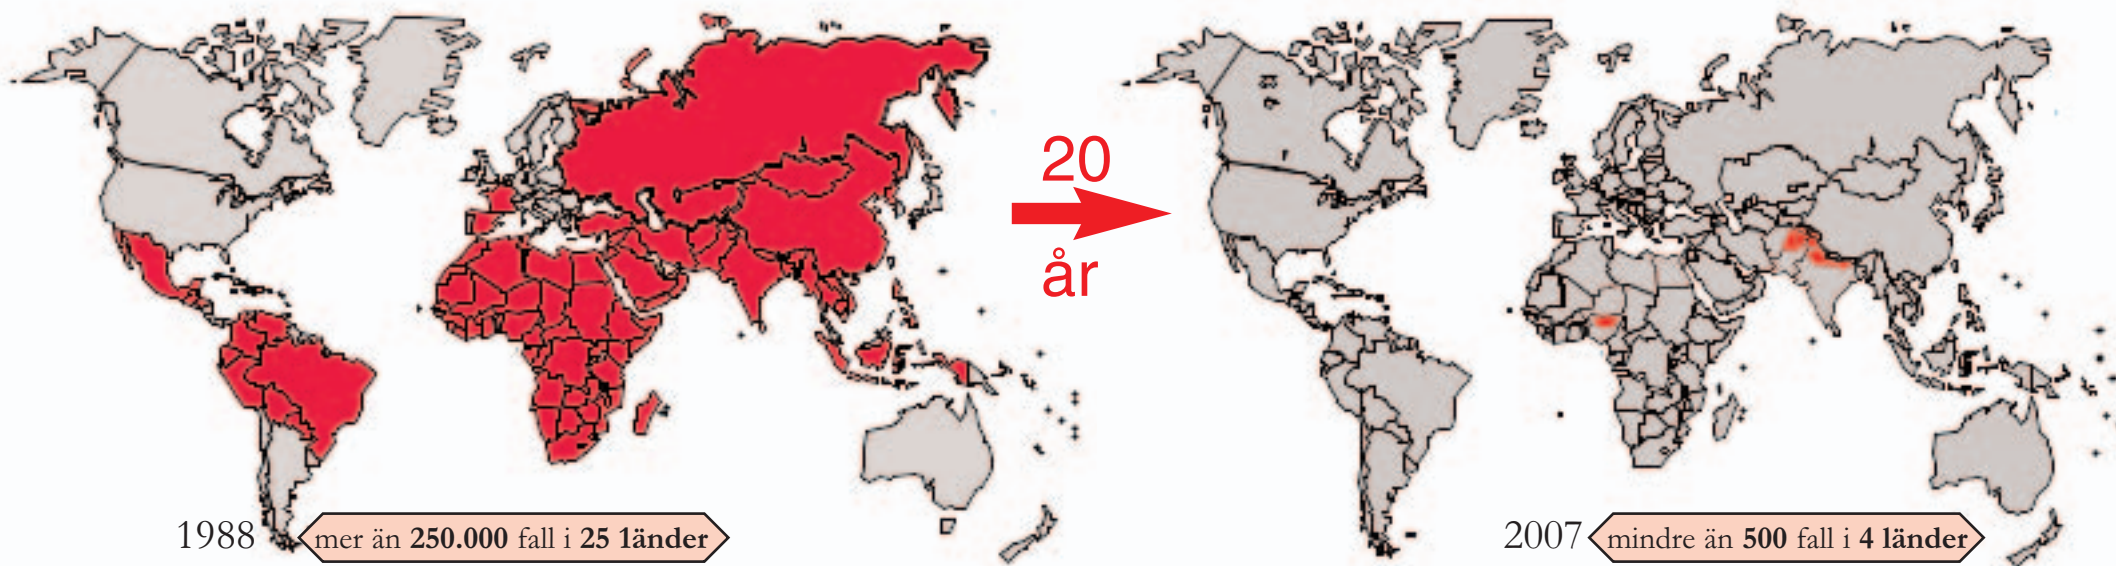 20
år
1988
mer än 250.000 fall i 25 länder
2007
mindre än 500 fall i 4 länder